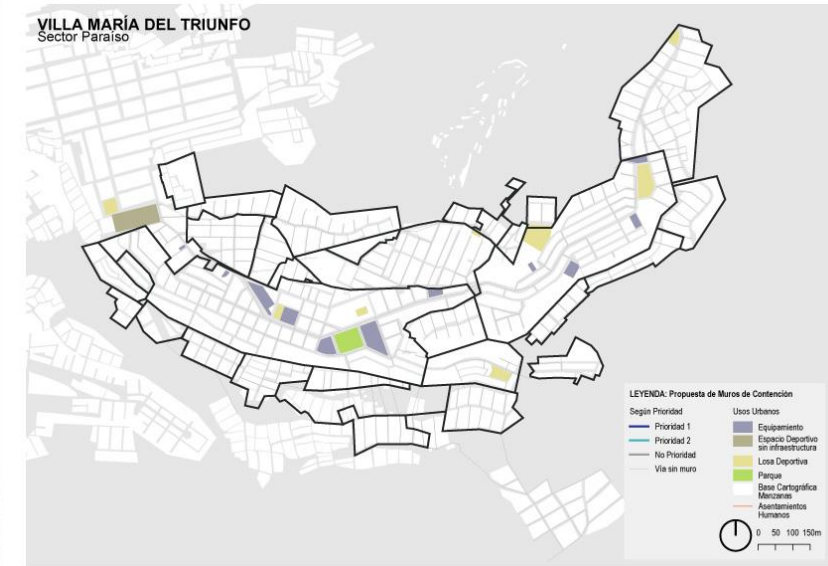 VILLA MARÍA DEL TRIUNFO
Sector Paraíso
LEYENDA: Propuesta de Muros de Contención
Según Prioridad
Prioridad 1
Prioridad 2
No Prioridad
Vía sin muro
Usos Urbanos
Equipamiento
Espacio Deportivo
sin infraestructura
Losa Deportiva
Parque
Base Cartográfica
Manzanas
Asentamientos
Humanos
0 50 100 150m